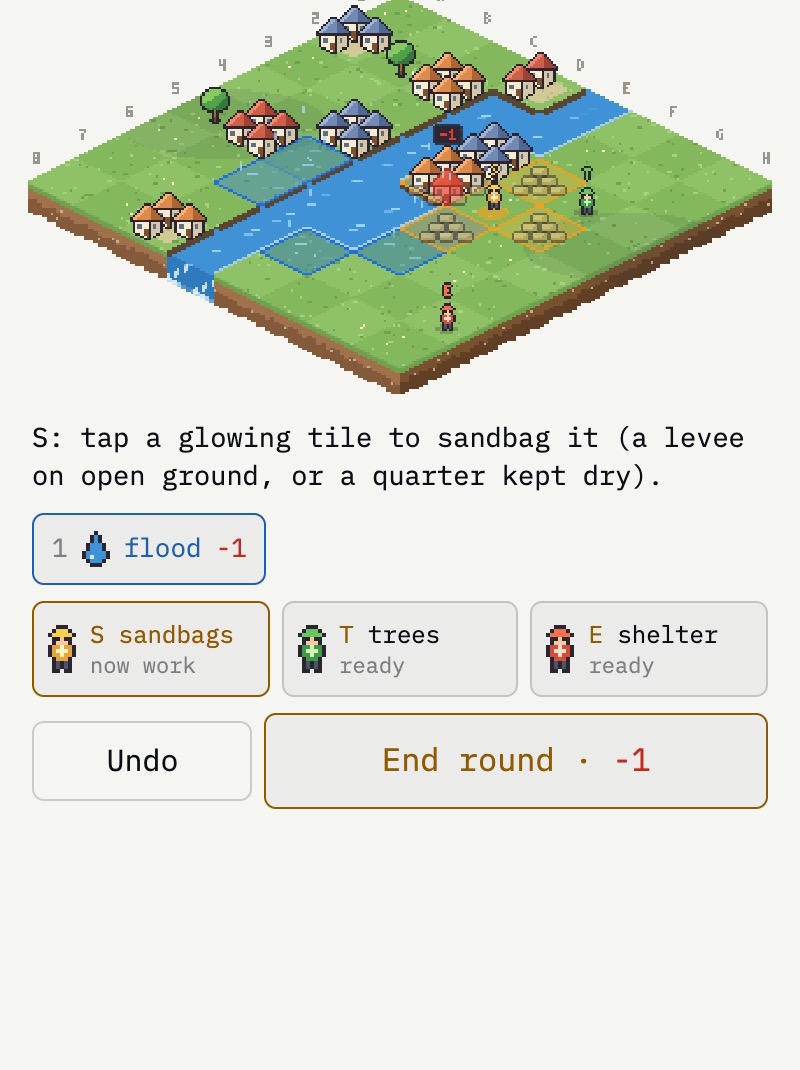 2
B
3
C
4
D
5
E
6
F
7
-1
G
8
H
E
S: tap a glowing tile to sandbag it (a levee
on open ground, or a quarter kept dry).
1 flood -1
S sandbags
now work
T trees
ready
E shelter
ready
Undo
End round · -1